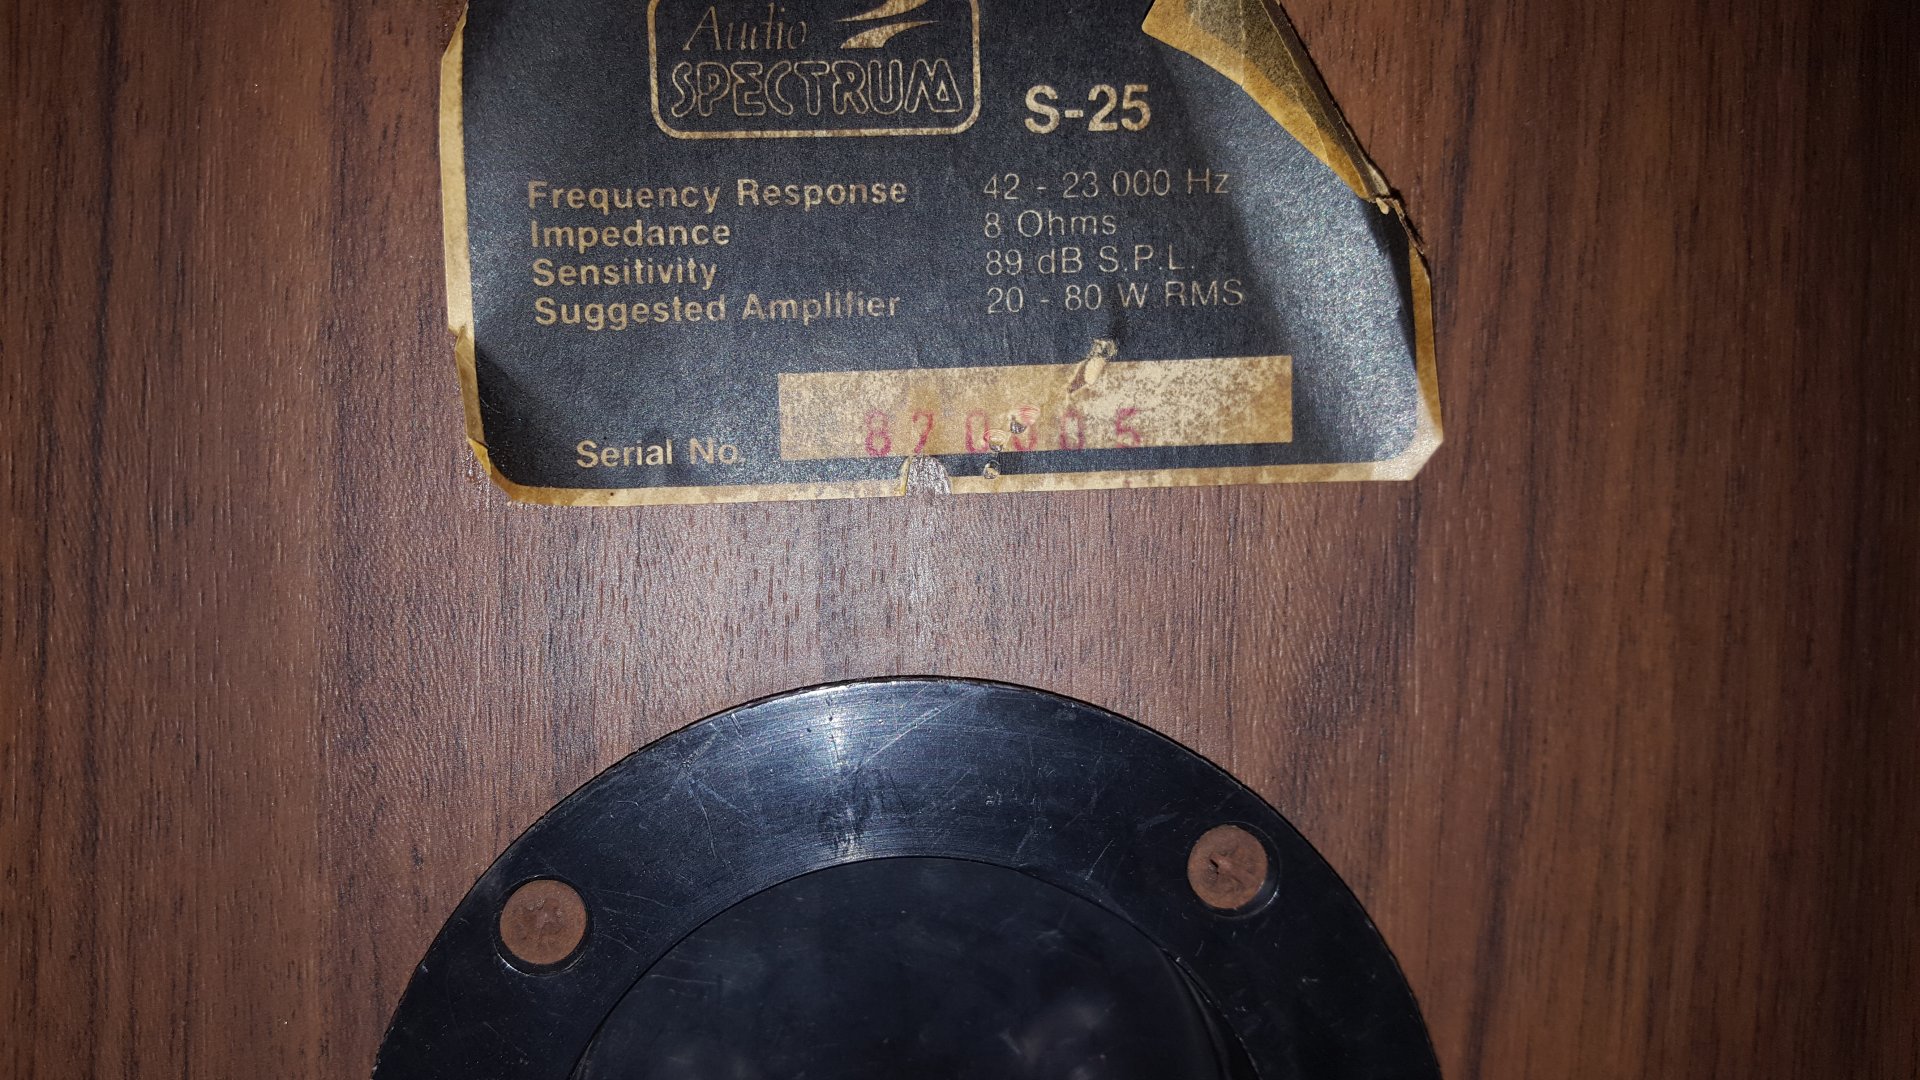 Audio
SPECTRUM
S-25
Frequency Response 42 - 23 000 Hz
Impedance 8 Ohms
Sensitivity 89 dB S.P.L.
Suggested Amplifier 20 - 80 W RMS
Serial No.